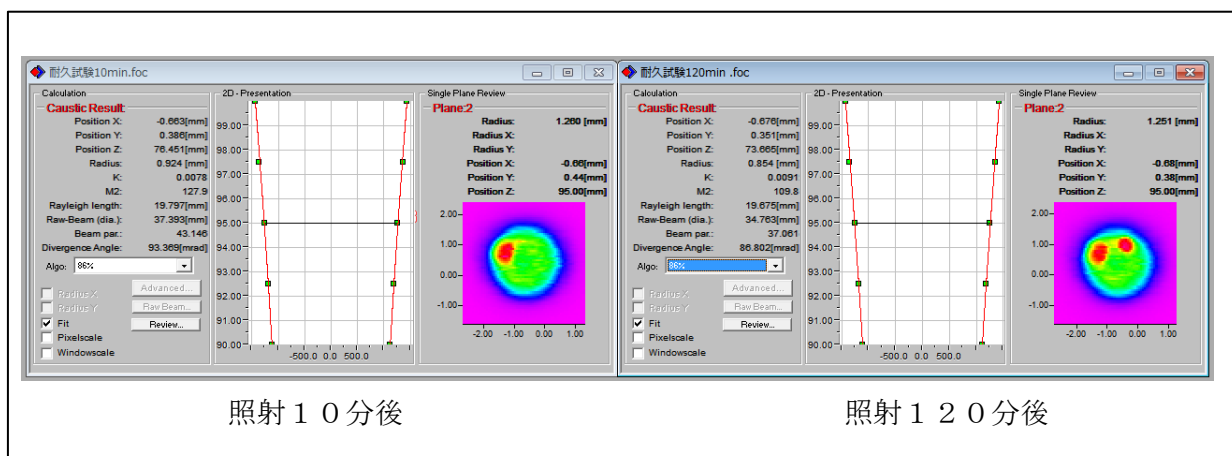 耐久試験10min.foc
Calculation
Caustic Result
Position X: -0.663[mm]
Position Y: 0.386[mm]
Position Z: 76.451[mm]
Radius: 0.924 [mm]
K: 0.0078
M2: 127.9
Rayleigh length: 19.797[mm]
Raw-Beam (dia.): 37.393[mm]
Beam par.: 43.146
Divergence Angle: 93.369[mrad]
Algo: 86%
Radius X
Radius Y
Fit
Pixelscale
Windowscale
Advanced...
Raw Beam...
Review...
2D - Presentation
99.00
98.00
97.00
96.00
95.00
94.00
93.00
92.00
91.00
90.00
-500.0 0.0 500.0
Single Plane Review
Plane:2
Radius: 1.260 [mm]
Radius X:
Radius Y:
Position X: -0.66[mm]
Position Y: 0.44[mm]
Position Z: 95.00[mm]
2.00
1.00
0.00
-1.00
-2.00 -1.00 0.00 1.00
耐久試験120min .foc
Calculation
Caustic Result
Position X: -0.676[mm]
Position Y: 0.351[mm]
Position Z: 73.665[mm]
Radius: 0.854 [mm]
K: 0.0091
M2: 109.8
Rayleigh length: 19.675[mm]
Raw-Beam (dia.): 34.763[mm]
Beam par.: 37.061
Divergence Angle: 86.802[mrad]
Algo: 86%
Radius X
Radius Y
Fit
Pixelscale
Windowscale
Advanced...
Raw Beam...
Review...
2D - Presentation
99.00
98.00
97.00
96.00
95.00
94.00
93.00
92.00
91.00
90.00
-500.0 0.0 500.0
Single Plane Review
Plane:2
Radius: 1.251 [mm]
Radius X:
Radius Y:
Position X: -0.68[mm]
Position Y: 0.38[mm]
Position Z: 95.00[mm]
2.00
1.00
0.00
-1.00
-2.00 -1.00 0.00 1.00
照射１０分後
照射１２０分後